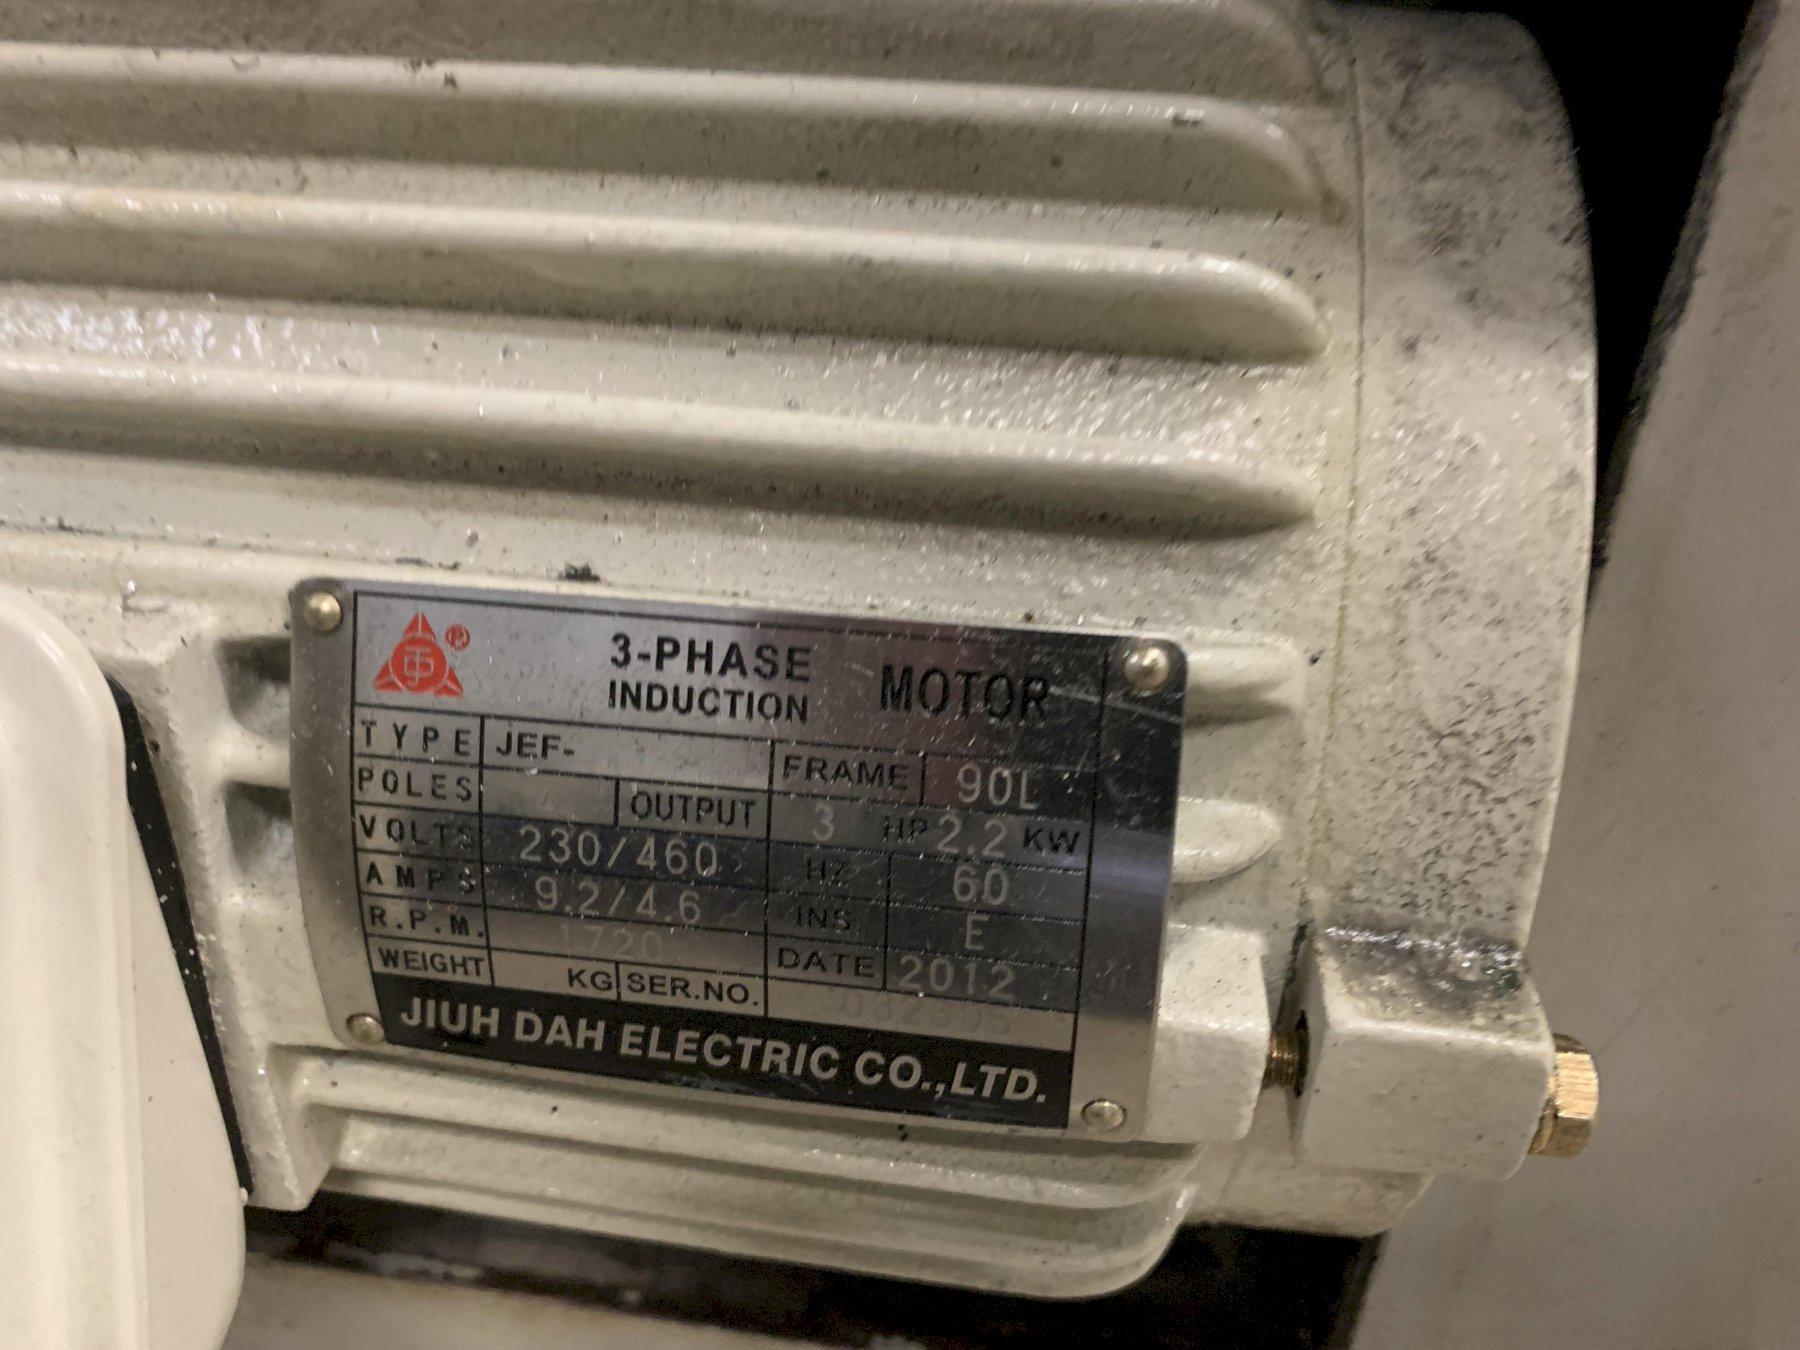 ®
3-PHASE
INDUCTION
MOTOR
TYPE JEF- FRAME 90L
POLES 4 OUTPUT 3 HP 2.2 KW
VOLTS 230/460 HZ 60
AMPS 9.2/4.6 INS E
R.P.M. 1720 DATE 2012
WEIGHT KG SER.NO.
JIUH DAH ELECTRIC CO.,LTD.